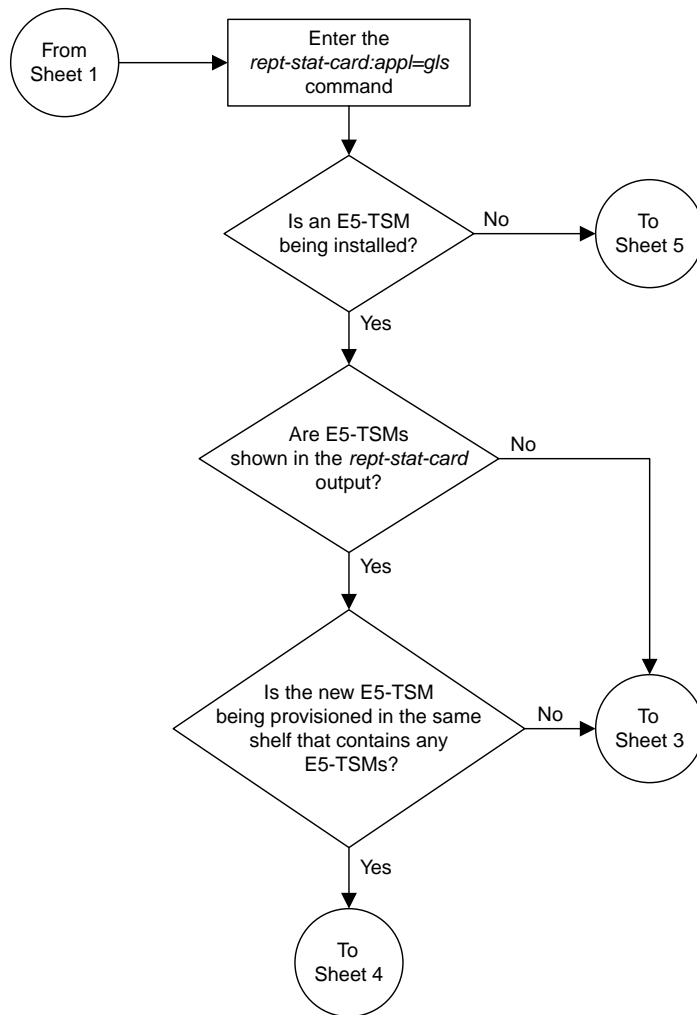 From
Sheet 1
Enter the
rept-stat-card:appl=gls
command
Is an E5-TSM
being installed?
No
To
Sheet 5
Yes
Are E5-TSMs
shown in the rept-stat-card
output?
No
Yes
Is the new E5-TSM
being provisioned in the same
shelf that contains any
E5-TSMs?
No
To
Sheet 3
Yes
To
Sheet 4